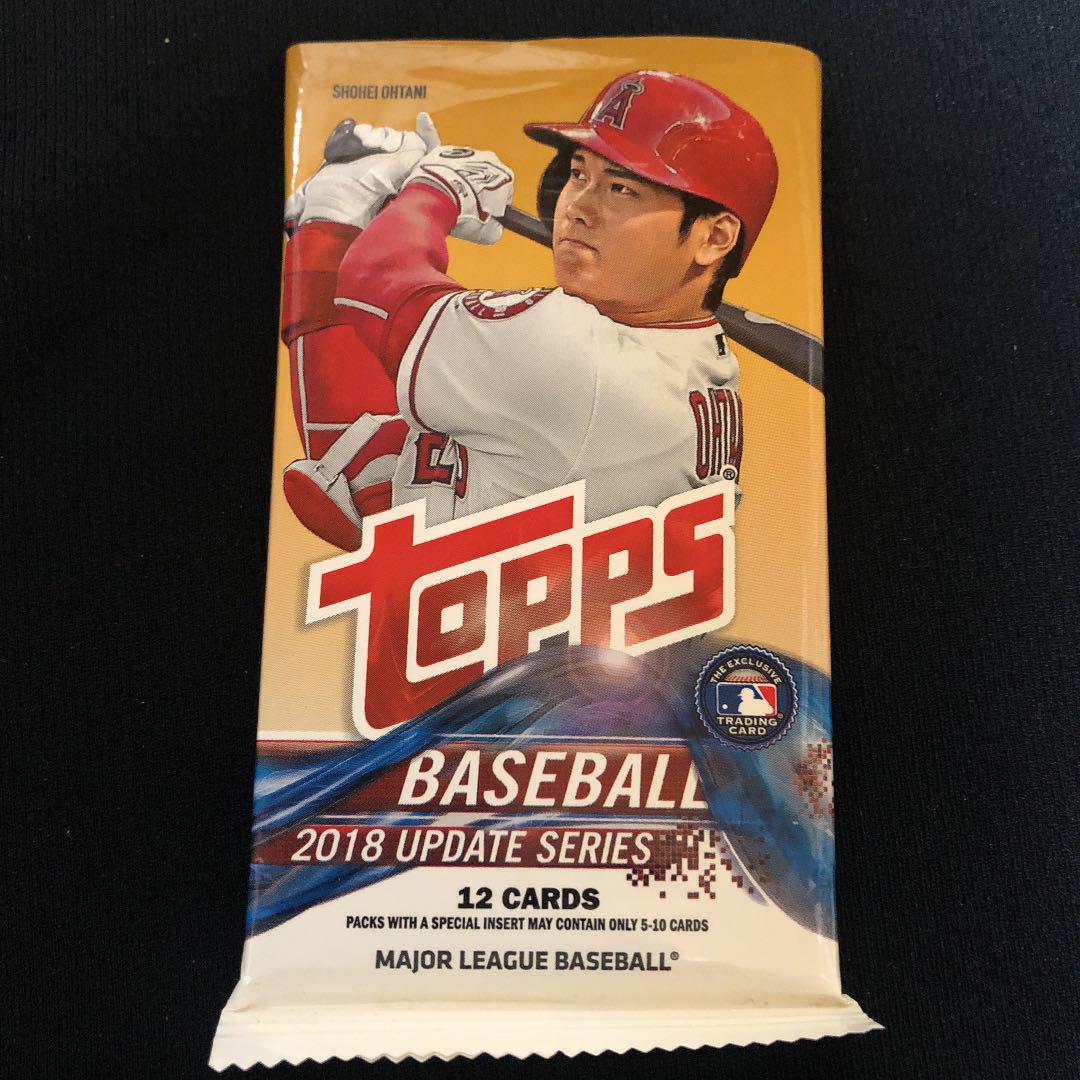 SHOHEI OHTANI
A
OHTA
TOPPS®
THE EXCLUSIVE
TRADING
CARD
BASEBALL
2018 UPDATE SERIES
12 CARDS
PACKS WITH A SPECIAL INSERT MAY CONTAIN ONLY 5-10 CARDS
MAJOR LEAGUE BASEBALL®